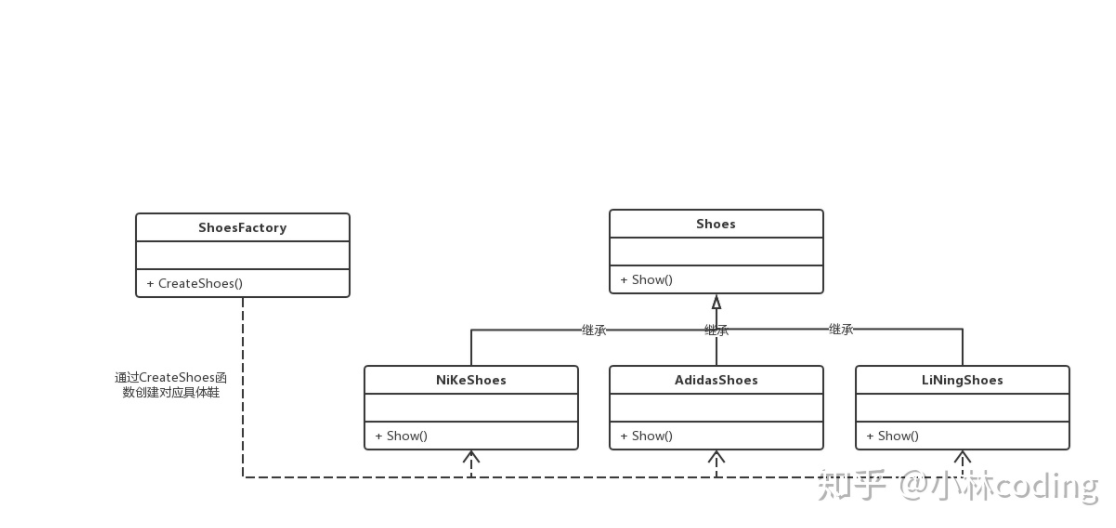 ShoesFactory
+ CreateShoes()
Shoes
+ Show()
继承
继承
继承
通过CreateShoes函
数创建对应具体鞋
NiKeShoes
+ Show()
AdidasShoes
+ Show()
LiNingShoes
+ Show()
知乎 @小林coding